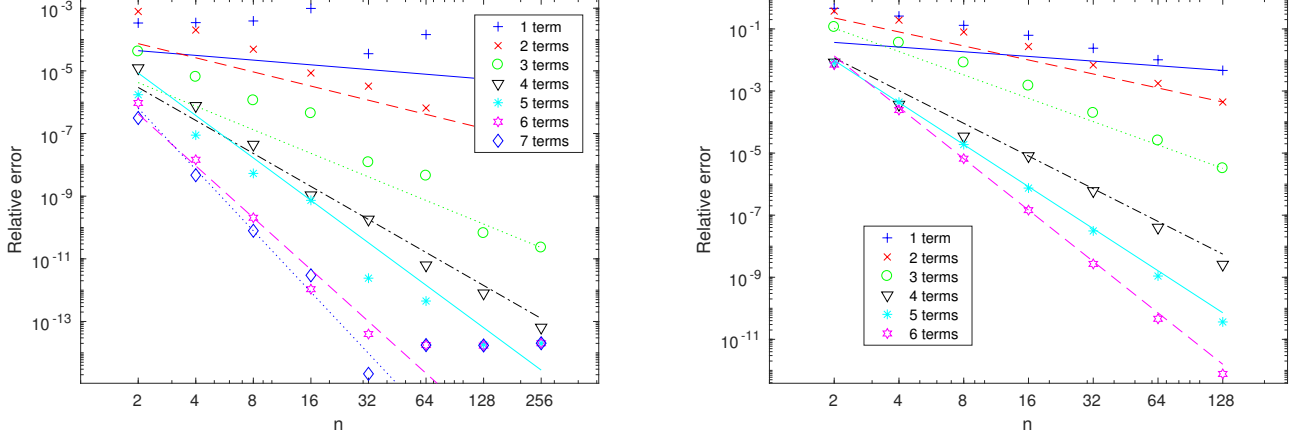 10^-3
10^-5
10^-7
10^-9
10^-11
10^-13
Relative error
2 4 8 16 32 64 128 256
n
1 term
2 terms
3 terms
4 terms
5 terms
6 terms
7 terms
10^-1
10^-3
10^-5
10^-7
10^-9
10^-11
Relative error
2 4 8 16 32 64 128
n
1 term
2 terms
3 terms
4 terms
5 terms
6 terms